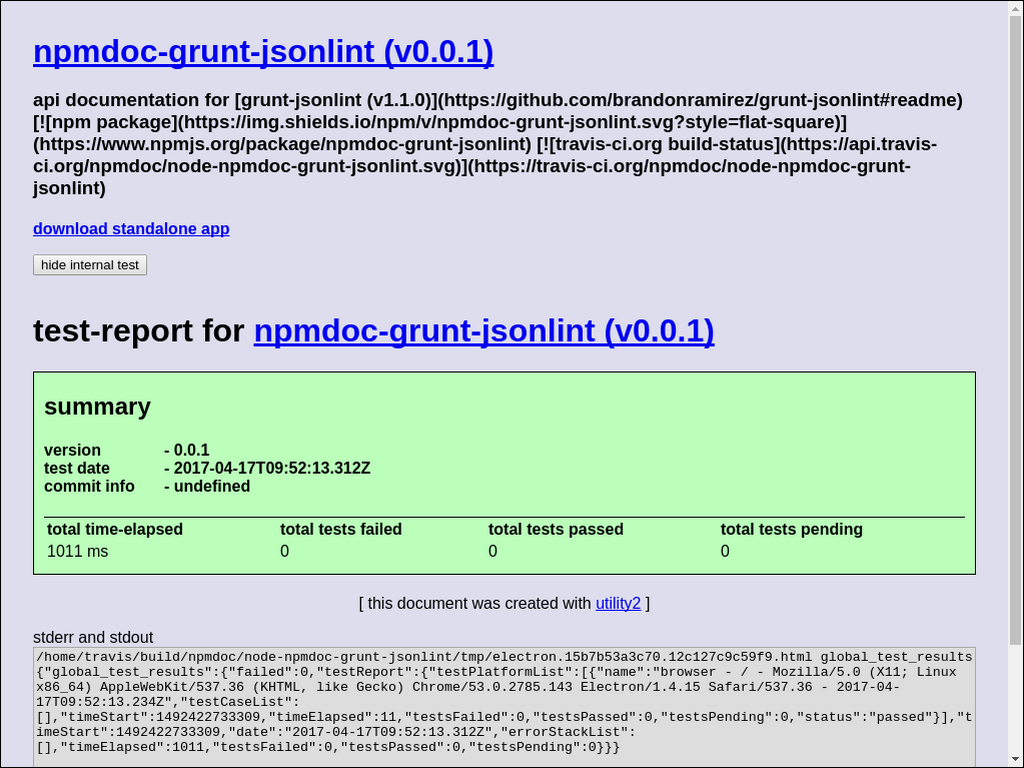 npmdoc-grunt-jsonlint (v0.0.1)
api documentation for [grunt-jsonlint (v1.1.0)](https://github.com/brandonramirez/grunt-jsonlint#readme)
[![npm package](https://img.shields.io/npm/v/npmdoc-grunt-jsonlint.svg?style=flat-square)]
(https://www.npmjs.org/package/npmdoc-grunt-jsonlint) [![travis-ci.org build-status](https://api.travis-
ci.org/npmdoc/node-npmdoc-grunt-jsonlint.svg)](https://travis-ci.org/npmdoc/node-npmdoc-grunt-
jsonlint)
download standalone app
hide internal test
test-report for npmdoc-grunt-jsonlint (v0.0.1)
summary
version - 0.0.1
test date - 2017-04-17T09:52:13.312Z
commit info - undefined
total time-elapsed total tests failed total tests passed total tests pending
1011 ms 0 0 0
[ this document was created with utility2 ]
stderr and stdout
/home/travis/build/npmdoc/node-npmdoc-grunt-jsonlint/tmp/electron.15b7b53a3c70.12c127c9c59f9.html global_test_results
{"global_test_results":{"failed":0,"testReport":{"testPlatformList":[{"name":"browser - / - Mozilla/5.0 (X11; Linux
x86_64) AppleWebKit/537.36 (KHTML, like Gecko) Chrome/53.0.2785.143 Electron/1.4.15 Safari/537.36 - 2017-04-
17T09:52:13.234Z","testCaseList":
[],"timeStart":1492422733309,"timeElapsed":11,"testsFailed":0,"testsPassed":0,"testsPending":0,"status":"passed"}],"t
imeStart":1492422733309,"date":"2017-04-17T09:52:13.312Z","errorStackList":
[],"timeElapsed":1011,"testsFailed":0,"testsPassed":0,"testsPending":0}}}